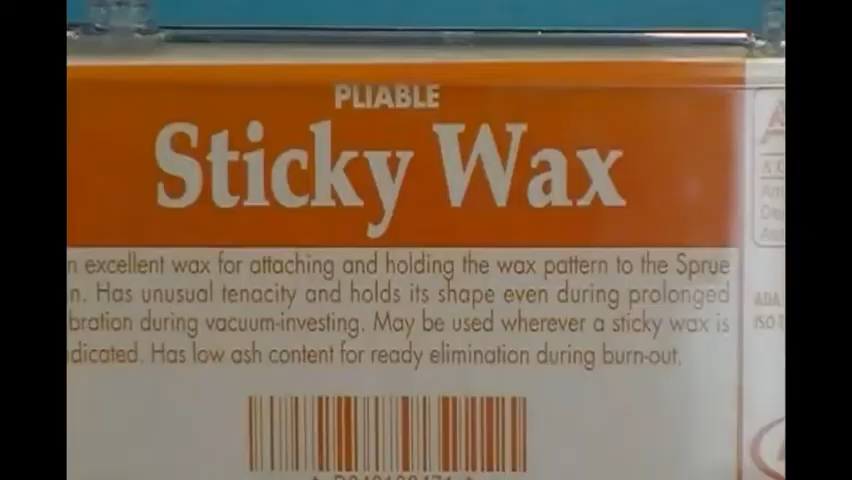 PLIABLE
Sticky Wax
n excellent wax for attaching and holding the wax pattern to the Sprue
n. Has unusual tenacity and holds its shape even during prolonged
bration during vacuum-investing. May be used wherever a sticky wax is
dicated. Has low ash content for ready elimination during burn-out.
ADA